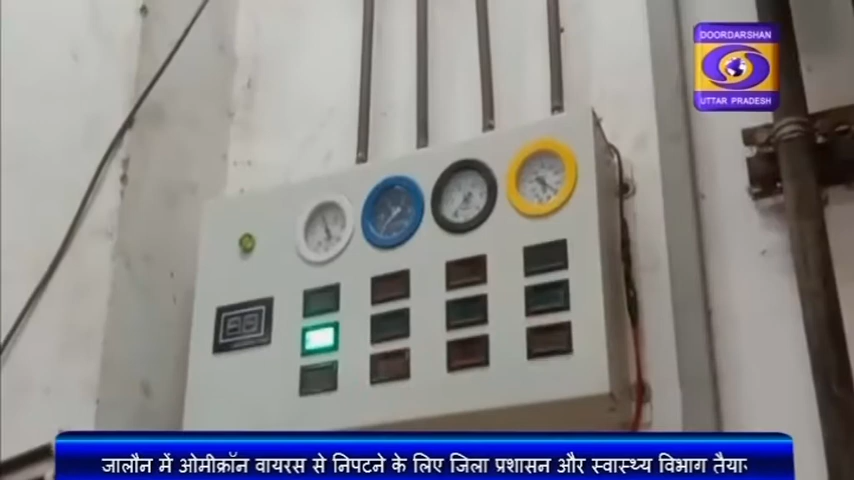 DOORDARSHAN
UTTAR PRADESH
जालौन में ओमीक्रॉन वायरस से निपटने के लिए जिला प्रशासन और स्वास्थ्य विभाग तैयार